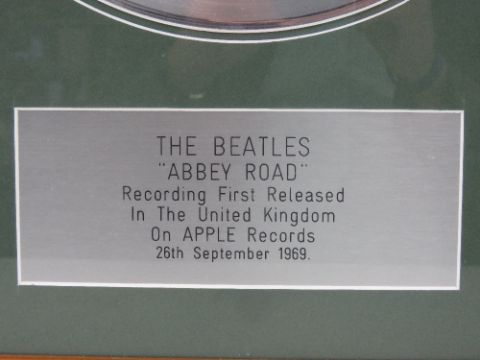 THE BEATLES
"ABBEY ROAD"
Recording First Released
In The United Kingdom
On APPLE Records
26th September 1969.